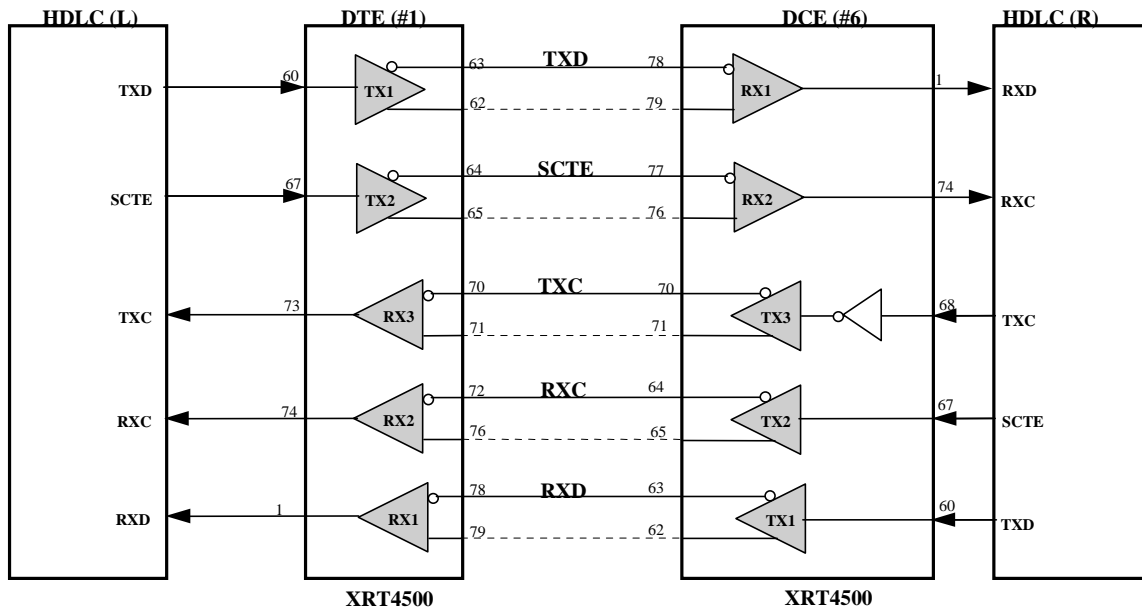 HDLC (L) DTE (#1) DCE (#6) HDLC (R)
63 TXD 78
TXD 60 TX1 RX1 1 RXD
62 79
64 SCTE 77
SCTE 67 TX2 RX2 74 RXC
65 76
70 TXC 70
TXC 73 RX3 TX3 68 TXC
71 71
72 RXC 64
RXC 74 RX2 TX2 67 SCTE
76 65
78 RXD 63
RXD 1 RX1 TX1 60 TXD
79 62
XRT4500 XRT4500